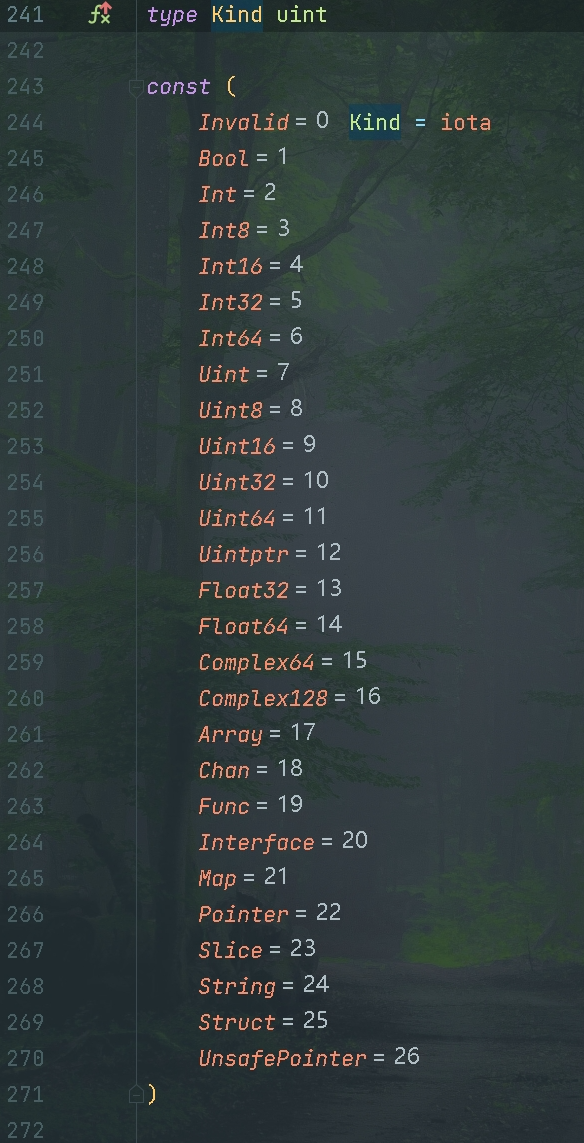 241 type Kind uint
242
243 const (
244 Invalid = 0 Kind = iota
245 Bool = 1
246 Int = 2
247 Int8 = 3
248 Int16 = 4
249 Int32 = 5
250 Int64 = 6
251 Uint = 7
252 Uint8 = 8
253 Uint16 = 9
254 Uint32 = 10
255 Uint64 = 11
256 Uintptr = 12
257 Float32 = 13
258 Float64 = 14
259 Complex64 = 15
260 Complex128 = 16
261 Array = 17
262 Chan = 18
263 Func = 19
264 Interface = 20
265 Map = 21
266 Pointer = 22
267 Slice = 23
268 String = 24
269 Struct = 25
270 UnsafePointer = 26
271 )
272